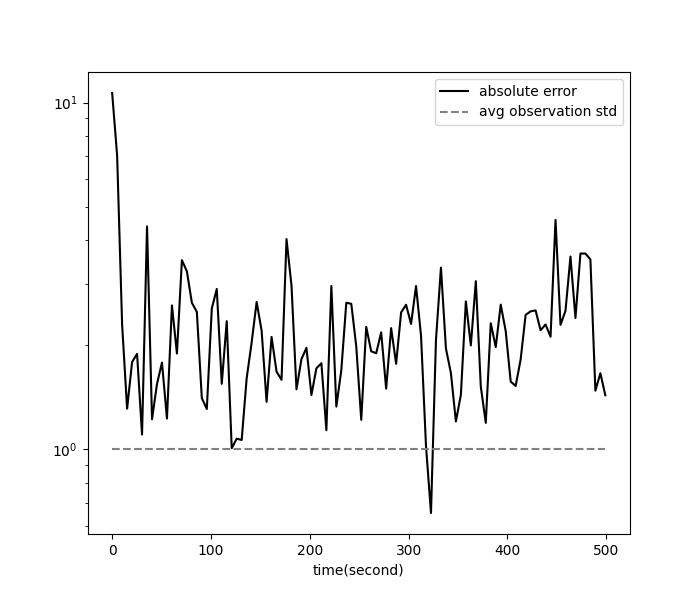 absolute error
avg observation std
10¹
10⁰
0 100 200 300 400 500
time(second)